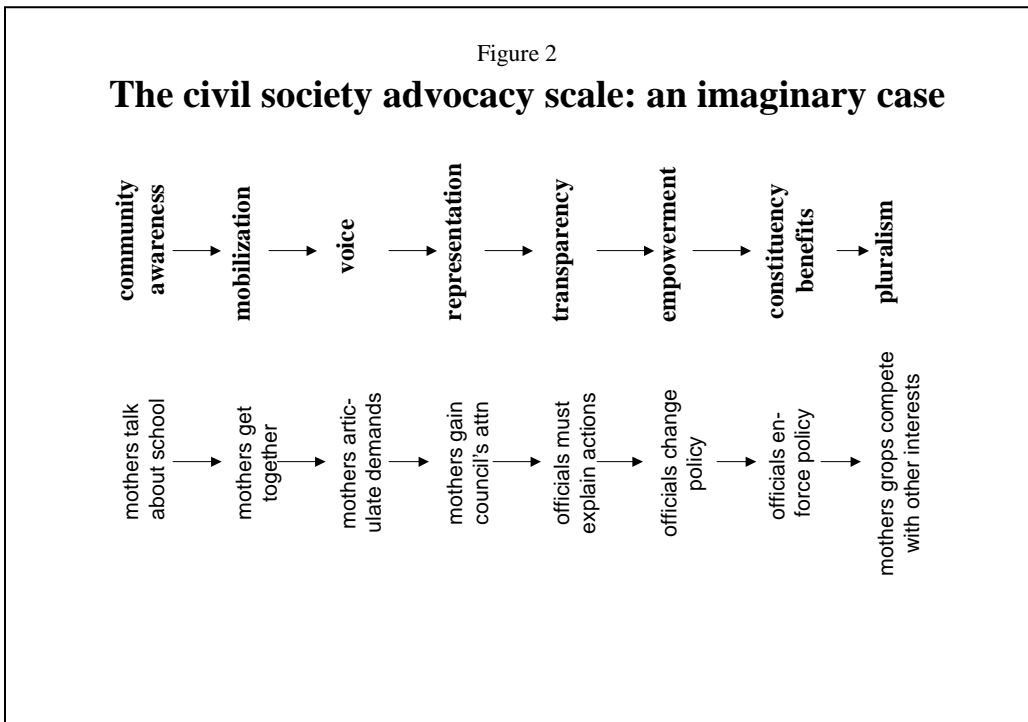 Figure 2
The civil society advocacy scale: an imaginary case
community
awareness
mobilization
voice
representation
transparency
empowerment
constituency
benefits
pluralism
mothers talk
about school
mothers get
together
mothers artic-
ulate demands
mothers gain
council's attn
officials must
explain actions
officials change
policy
officials en-
force policy
mothers grops compete
with other interests